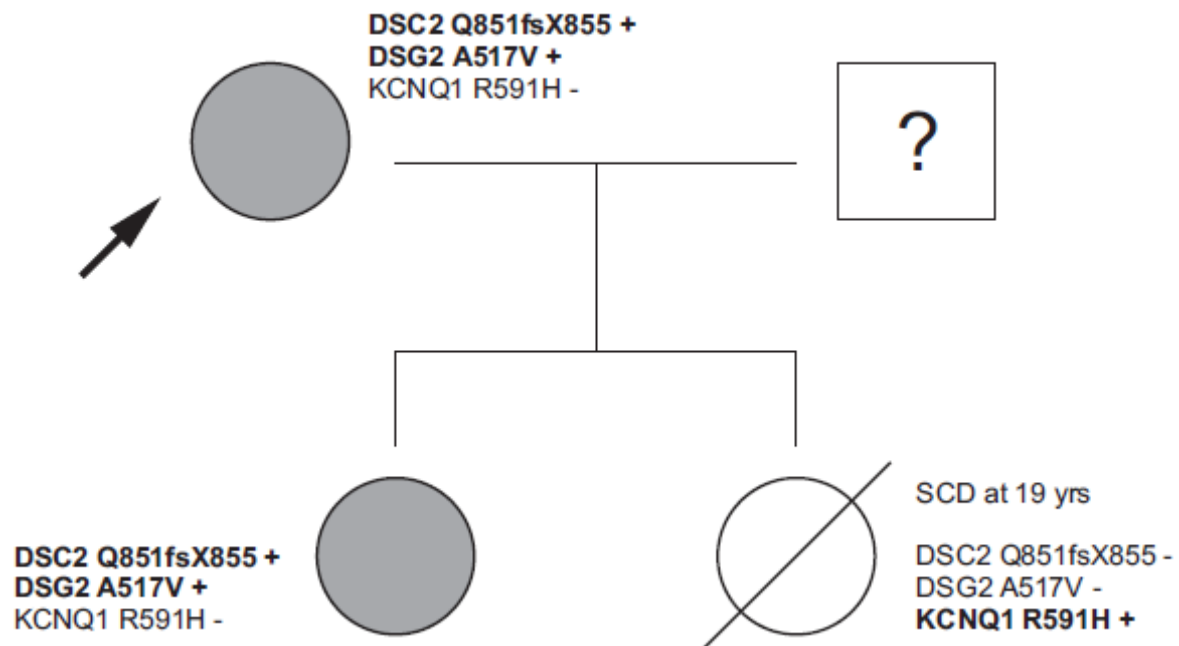 DSC2 Q851fsX855 +
DSG2 A517V +
KCNQ1 R591H -
?
DSC2 Q851fsX855 +
DSG2 A517V +
KCNQ1 R591H -
SCD at 19 yrs
DSC2 Q851fsX855 -
DSG2 A517V -
KCNQ1 R591H +